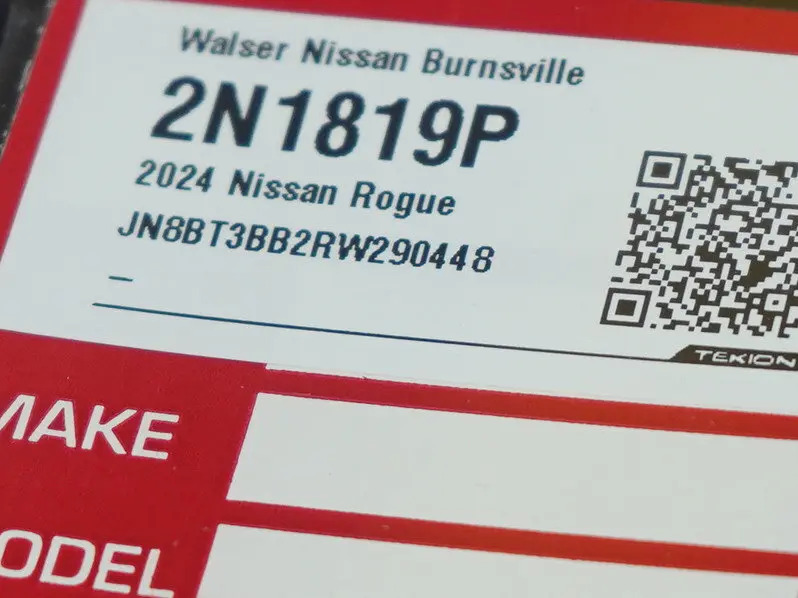 Walser Nissan Burnsville
2N1819P
2024 Nissan Rogue
JN8BT3BB2RW290448
–
TEKION
MAKE
ODEL